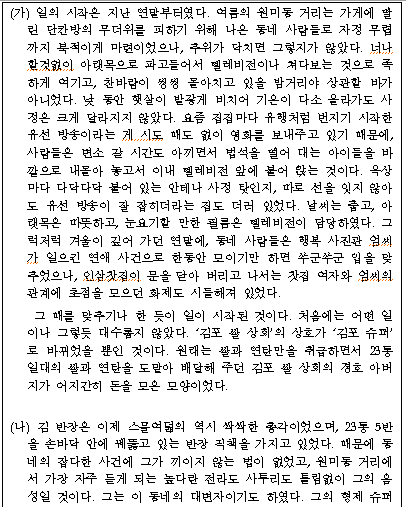 (가) 일의 시작은 지난 연말부터였다. 여름의 원미동 거리는 가게에 딸
린 단칸방의 무더위를 피하기 위해 나온 동네 사람들로 자정 무렵
까지 북적이게 마련이었으나, 추위가 닥치면 그렇지가 않았다. 너나
할것없이 아랫목으로 파고들어서 텔레비전이나 쳐다보는 것으로 족
하게 여기고, 찬바람이 씽씽 몰아치고 있을 밤거리야 상관할 바가
아니었다. 낮 동안 햇살이 발갛게 비치어 기온이 다소 올라가도 사
정은 크게 달라지지 않았다. 요즘 집집마다 유행처럼 번지기 시작한
유선 방송이라는 게 시도 때도 없이 영화를 보내주고 있기 때문에,
사람들은 변소 갈 시간도 아끼면서 법석을 떨어 대는 아이들을 바
깥으로 내몰아 놓고서 이내 텔레비전 앞에 붙어 앉는 것이다. 옥상
마다 다닥다닥 붙어 있는 안테나 사정 탓인지, 따로 선을 잇지 않아
도 유선 방송이 잘 잡히더라는 집도 더러 있었다. 날씨는 춥고, 아
랫목은 따뜻하고, 눈요기할 만한 필름은 텔레비전이 담당하였다. 그
럭저럭 겨울이 깊어 가던 연말에, 동네 사람들은 행복 사진관 엄씨
가 일으킨 연애 사건으로 한동안 모이기만 하면 쑤군쑤군 입을 맞
추었으나, 인삼찻집이 문을 닫아 버리고 나서는 찻집 여자와 엄씨의
관계에 초점을 모으던 화제도 시들해져 있었다.
그 때를 맞추기나 한 듯이 일이 시작된 것이다. 처음에는 어떤 일
이나 그렇듯 대수롭지 않았다. ‘김포 쌀 상회’의 상호가 ‘김포 슈퍼’
로 바뀌었을 뿐인 것이다. 원래는 쌀과 연탄만을 취급하면서 23통
일대의 쌀과 연탄을 도맡아 배달해 주던 김포 쌀 상회의 경호 아버
지가 어지간히 돈을 모은 모양이었다.
(나) 김 반장은 이제 스물여덟의 역시 싹싹한 총각이었으며, 23통 5반
을 손바닥 안에 꿰뚫고 있는 반장 직책을 가지고 있었다. 때문에 동
네의 잡다한 사건에 그가 끼이지 않는 법이 없었고, 원미동 거리에
서 가장 자주 듣게 되는 높다란 전라도 사투리도 틀림없이 그의 음
성일 것이다. 그는 이 동네의 대변자이기도 하였다. 그의 형제 슈퍼